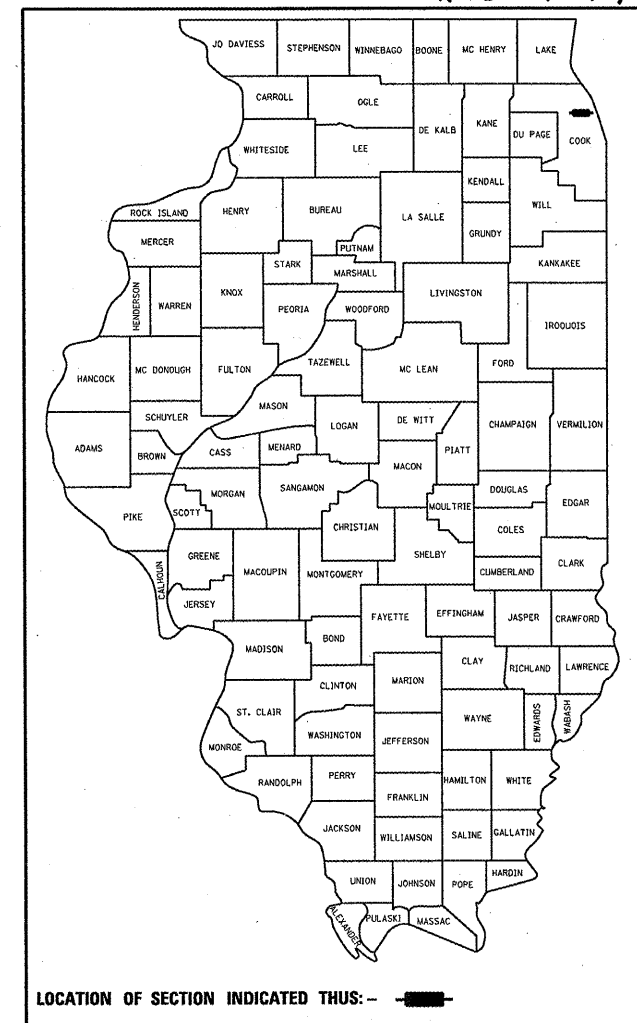 JO DAVIESS
STEPHENSON
WINNEBAGO
BOONE
MC HENRY
LAKE
CARROLL
OGLE
DE KALB
KANE
DU PAGE
COOK
WHITESIDE
LEE
KENDALL
WILL
ROCK ISLAND
HENRY
BUREAU
LA SALLE
GRUNDY
MERCER
PUTNAM
STARK
MARSHALL
KANKAKEE
HENDERSON
WARREN
KNOX
PEORIA
WOODFORD
LIVINGSTON
IROQUOIS
HANCOCK
MC DONOUGH
FULTON
TAZEWELL
MC LEAN
FORD
SCHUYLER
MASON
LOGAN
DE WITT
PIATT
CHAMPAIGN
VERMILION
ADAMS
BROWN
CASS
MENARD
MACON
PIKE
SCOTT
MORGAN
SANGAMON
CHRISTIAN
MOULTRIE
DOUGLAS
EDGAR
COLES
CALHOUN
GREENE
MACOUPIN
MONTGOMERY
SHELBY
CUMBERLAND
CLARK
JERSEY
FAYETTE
EFFINGHAM
JASPER
CRAWFORD
MADISON
BOND
CLAY
RICHLAND
LAWRENCE
CLINTON
MARION
ST. CLAIR
WAYNE
EDWARDS
WABASH
MONROE
WASHINGTON
JEFFERSON
RANDOLPH
PERRY
HAMILTON
WHITE
FRANKLIN
JACKSON
WILLIAMSON
SALINE
GALLATIN
UNION
JOHNSON
POPE
HARDIN
ALEXANDER
PULASKI
MASSAC
LOCATION OF SECTION INDICATED THUS:-